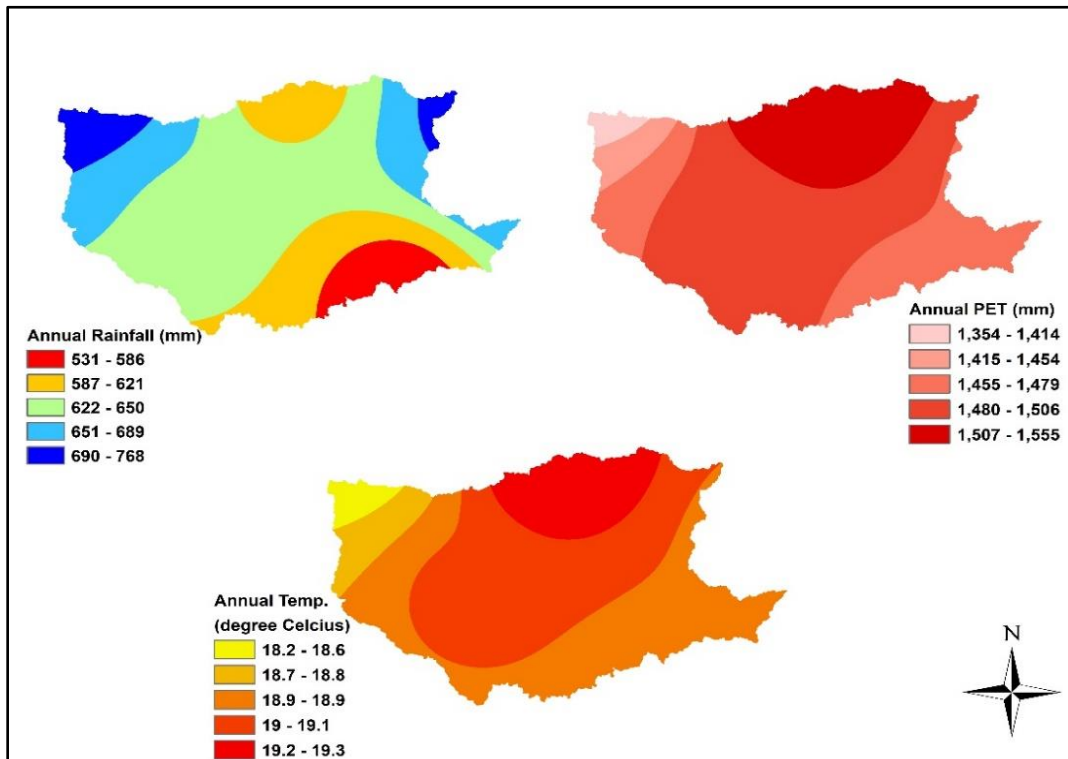 Annual Rainfall (mm)
531 - 586
587 - 621
622 - 650
651 - 689
690 - 768
Annual PET (mm)
1,354 - 1,414
1,415 - 1,454
1,455 - 1,479
1,480 - 1,506
1,507 - 1,555
Annual Temp.
(degree Celcius)
18.2 - 18.6
18.7 - 18.8
18.9 - 18.9
19 - 19.1
19.2 - 19.3
N